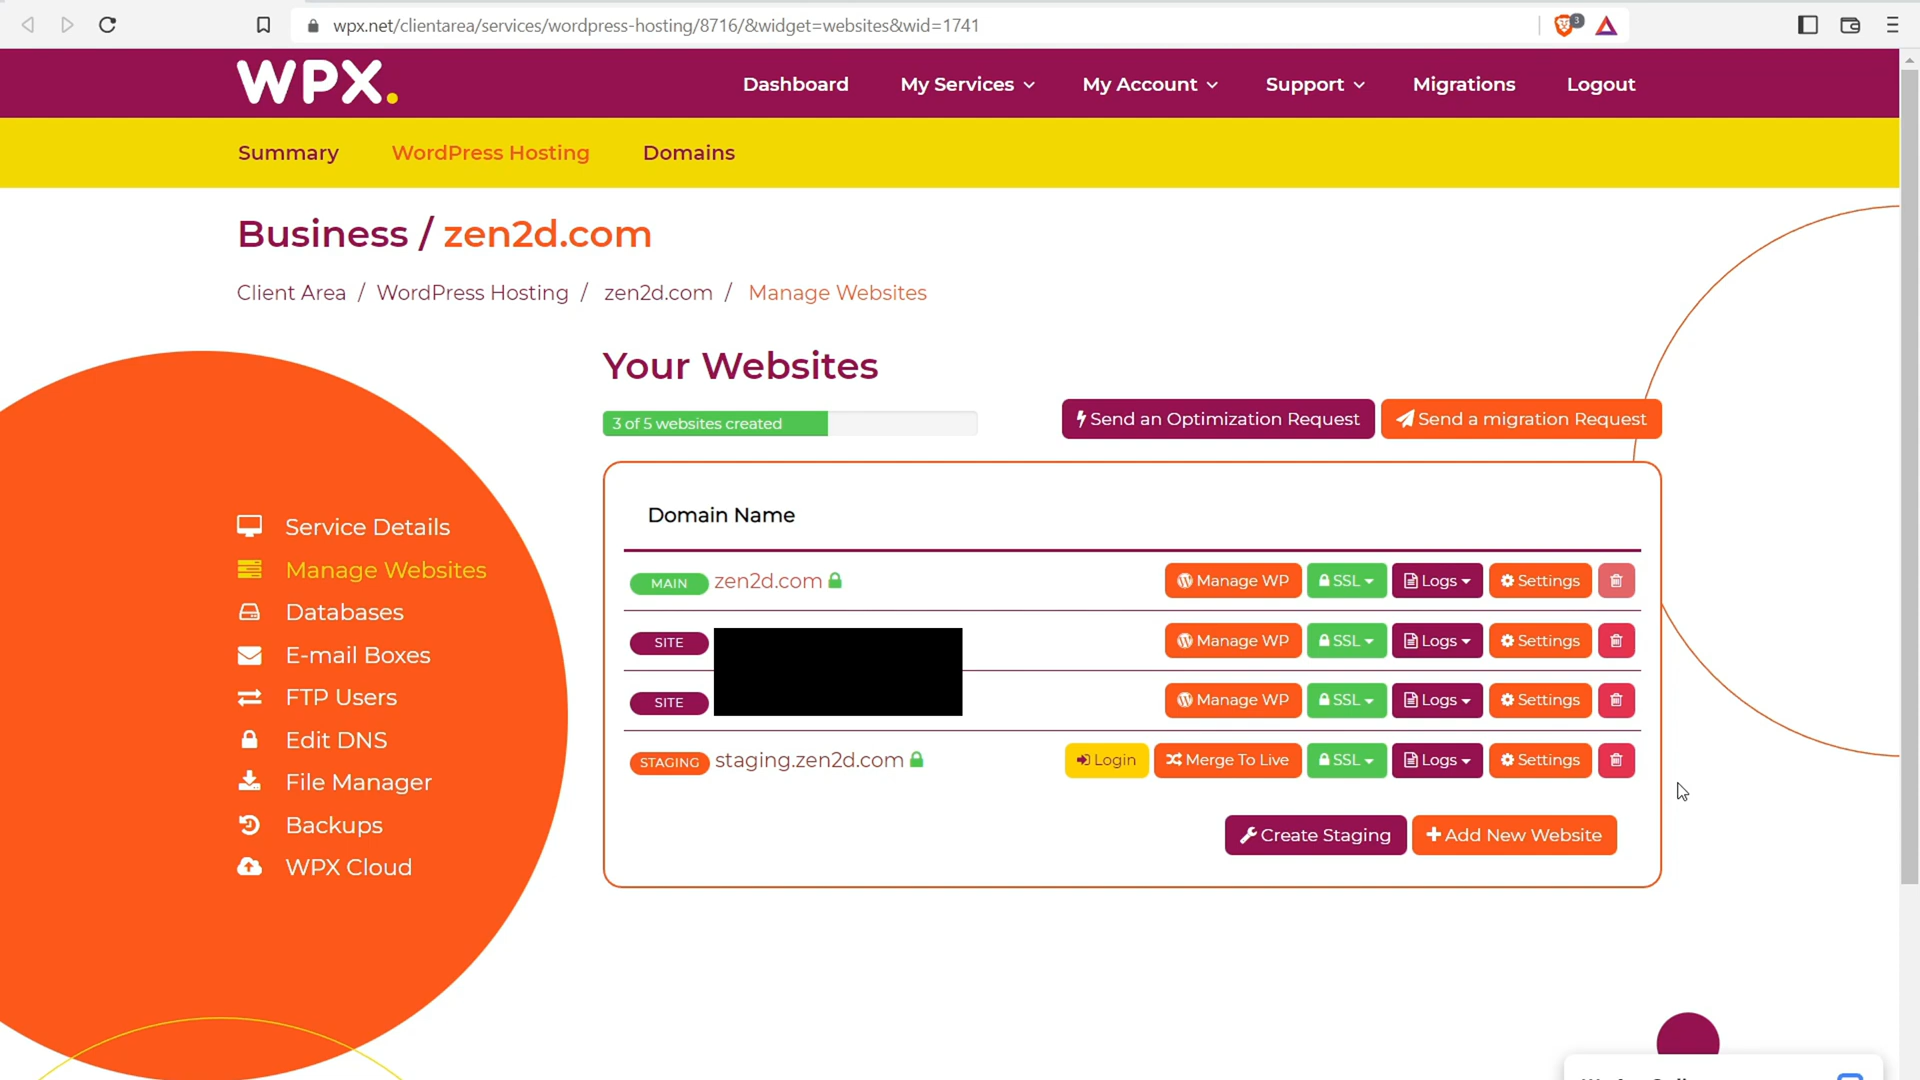 wpx.net/clientarea/services/wordpress-hosting/8716/&widget=websites&wid=1741
3
WPX.
Dashboard My Services My Account Support Migrations Logout
Summary WordPress Hosting Domains
Business / zen2d.com
Client Area / WordPress Hosting / zen2d.com / Manage Websites
Your Websites
3 of 5 websites created
Send an Optimization Request Send a migration Request
Service Details
Manage Websites
Databases
E-mail Boxes
FTP Users
Edit DNS
File Manager
Backups
WPX Cloud
Domain Name
MAIN zen2d.com Manage WP SSL Logs Settings
SITE Manage WP SSL Logs Settings
SITE Manage WP SSL Logs Settings
STAGING staging.zen2d.com Login Merge To Live SSL Logs Settings
Create Staging Add New Website